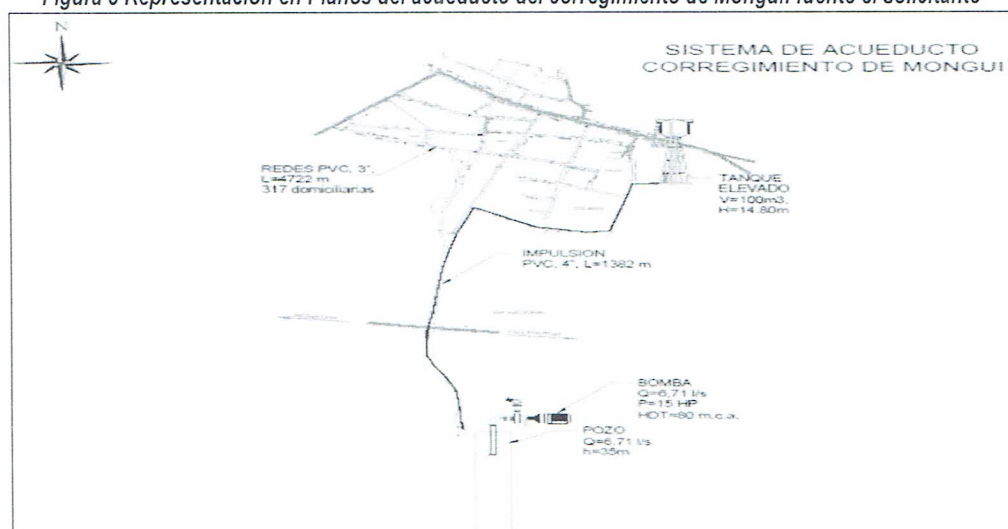 Figura 6 Representación en Planos del acueducto del corregimiento de Mongui fuente el solicitante
N
SISTEMA DE ACUEDUCTO
CORREGIMIENTO DE MONGUI
REDES PVC, 3",
L=4722 m
317 domiciliarias
TANQUE
ELEVADO
V=100m3,
H=14.80m
IMPULSION
PVC, 4", L=1382 m
BOMBA
Q=6,71 l/s
P=15 HP
HDT=80 m.c.a.
POZO
Q=6,71 l/s
h=35m